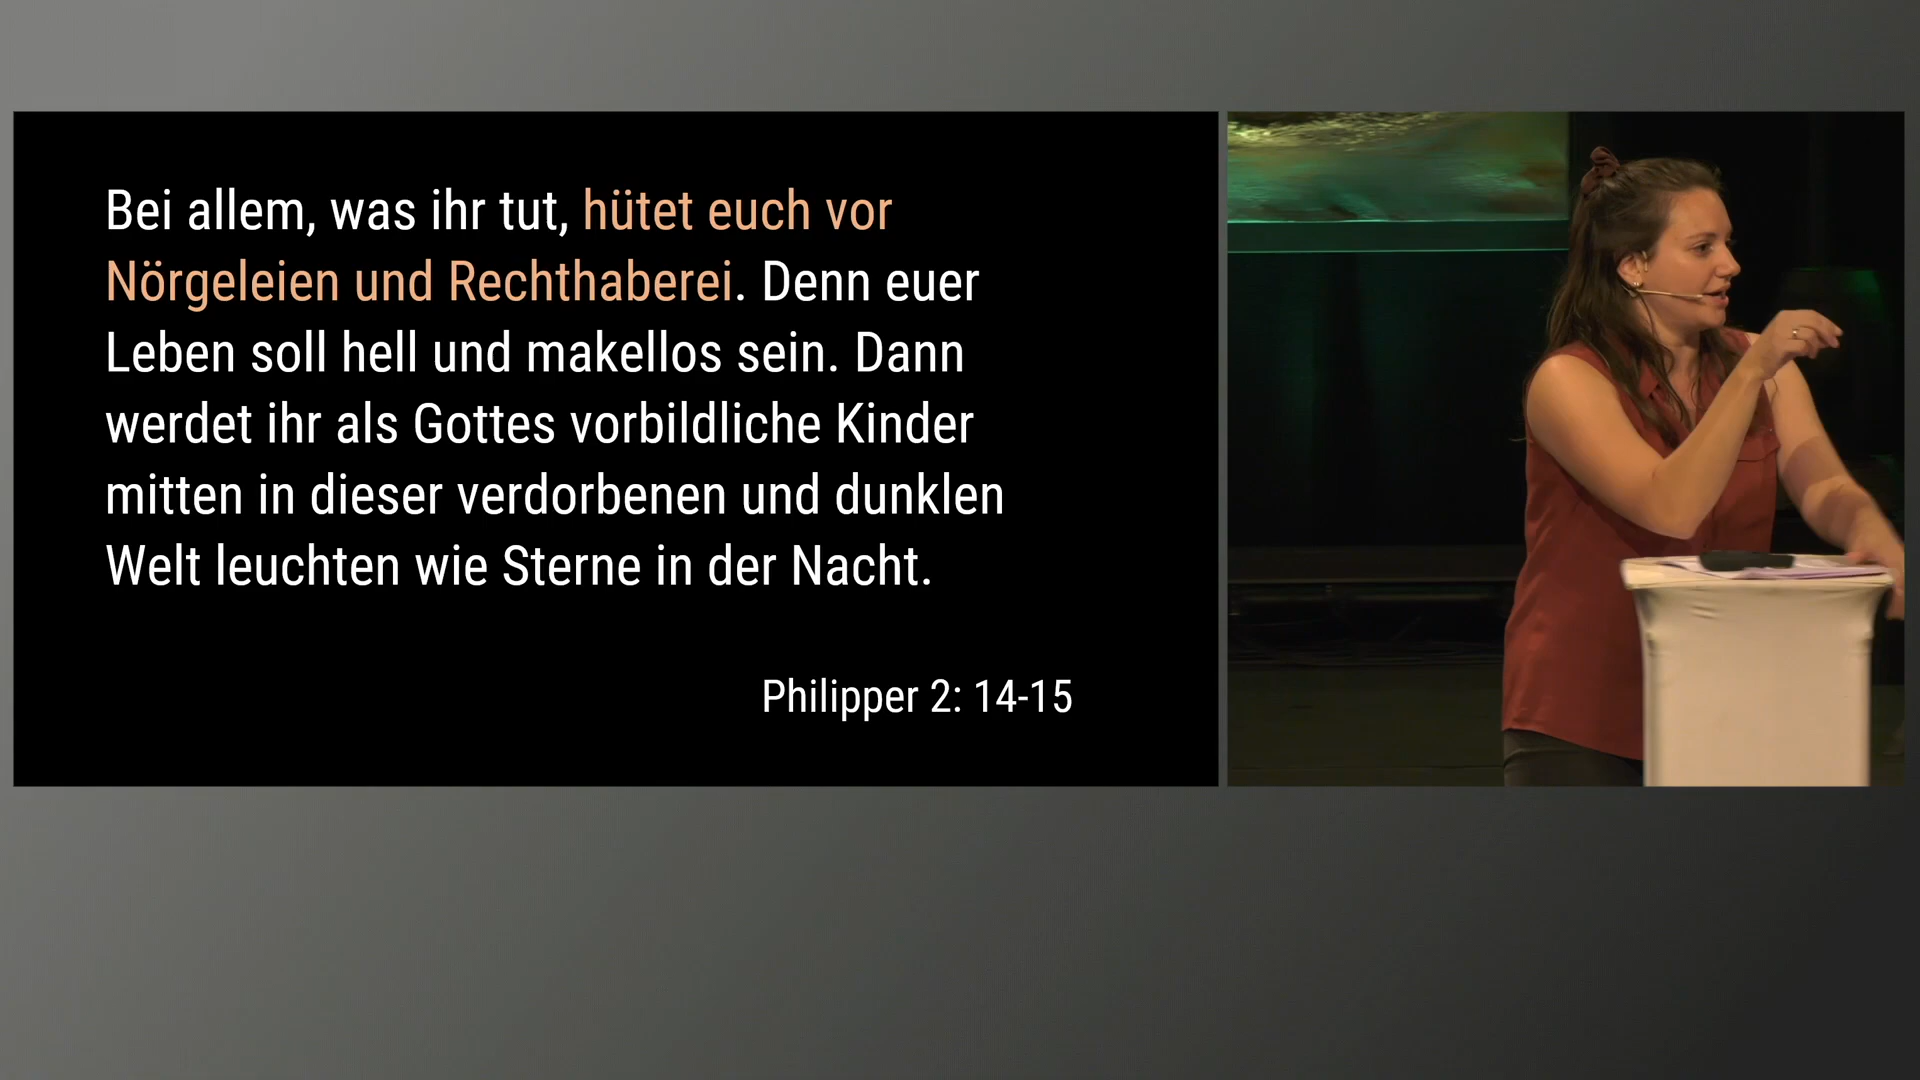 Bei allem, was ihr tut, hütet euch vor
Nörgeleien und Rechthaberei. Denn euer
Leben soll hell und makellos sein. Dann
werdet ihr als Gottes vorbildliche Kinder
mitten in dieser verdorbenen und dunklen
Welt leuchten wie Sterne in der Nacht.
Philipper 2: 14-15